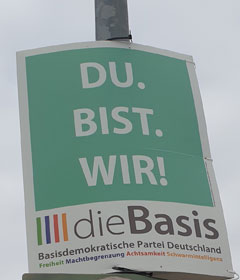 DU.
BIST.
WIR!
dieBasis
Basisdemokratische Partei Deutschland
Freiheit Machtbegrenzung Achtsamkeit Schwarmintelligenz